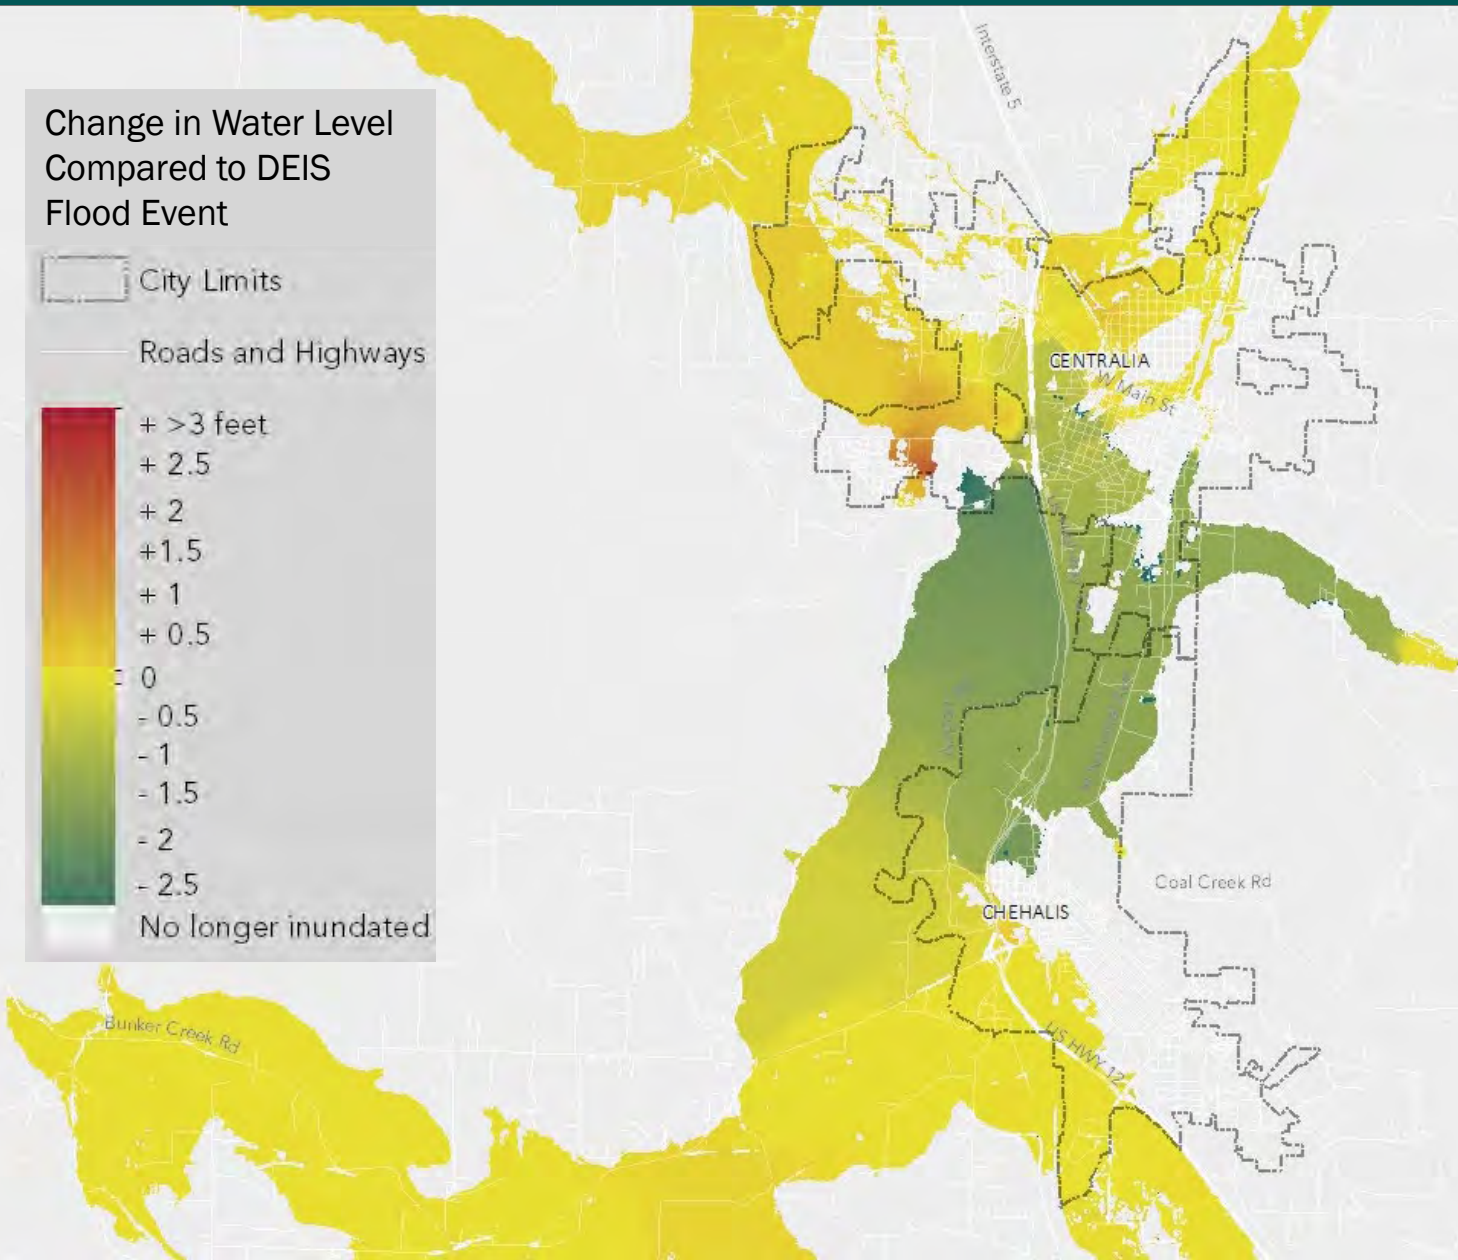 Change in Water Level
Compared to DEIS
Flood Event
City Limits
Roads and Highways
+ >3 feet
+ 2.5
+ 2
+1.5
+ 1
+ 0.5
0
- 0.5
- 1
- 1.5
- 2
- 2.5
No longer inundated
Interstate 5
CENTRALIA
W Main St
Coal Creek Rd
CHEHALIS
US HWY 12
Bunker Creek Rd